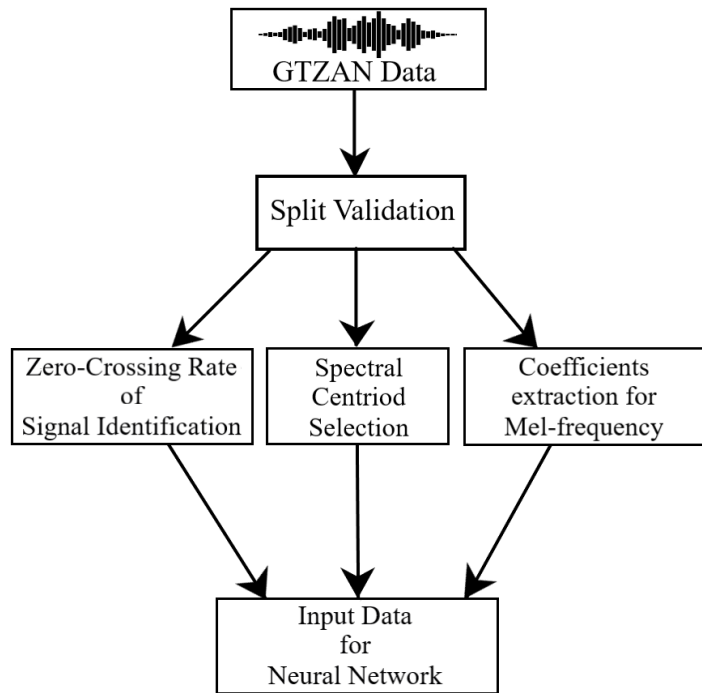 GTZAN Data
Split Validation
Zero-Crossing Rate
of
Signal Identification
Spectral
Centriod
Selection
Coefficients
extraction for
Mel-frequency
Input Data
for
Neural Network